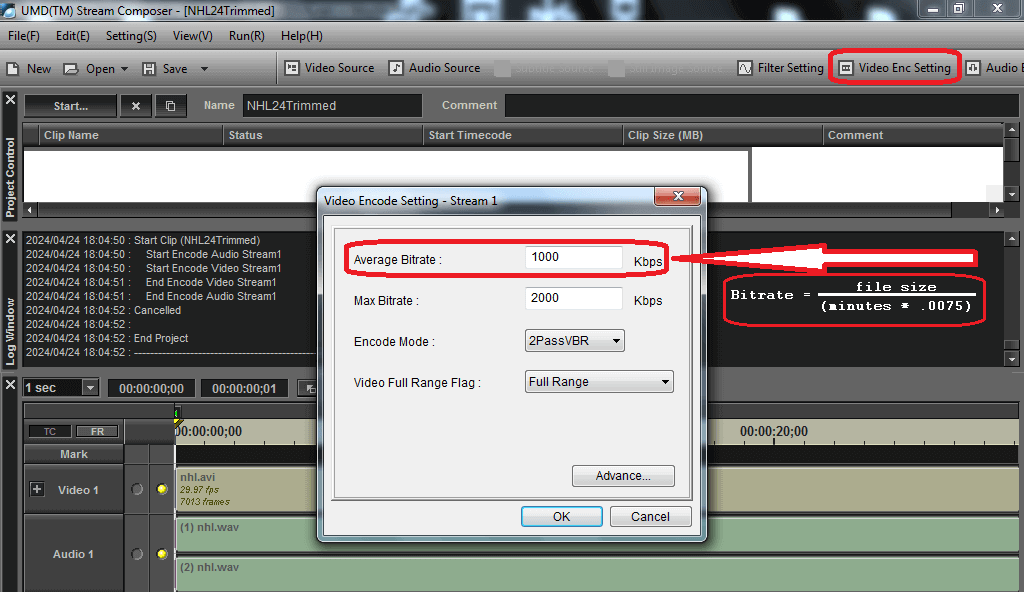 UMD(TM) Stream Composer - [NHL24Trimmed]
File(F) Edit(E) Setting(S) View(V) Run(R) Help(H)
New Open Save Video Source Audio Source Filter Setting Video Enc Setting Audio E
Start... Name NHL24Trimmed Comment
Clip Name Status Start Timecode Clip Size (MB) Comment
Project Control
Video Encode Setting - Stream 1
Average Bitrate : 1000 Kbps
Max Bitrate : 2000 Kbps
Encode Mode : 2PassVBR
Video Full Range Flag : Full Range
Advance...
OK Cancel
Bitrate = file size
(minutes * .0075)
Log Window
2024/04/24 18:04:50 : Start Clip (NHL24Trimmed)
2024/04/24 18:04:50 : Start Encode Audio Stream1
2024/04/24 18:04:50 : Start Encode Video Stream1
2024/04/24 18:04:51 : End Encode Video Stream1
2024/04/24 18:04:51 : End Encode Audio Stream1
2024/04/24 18:04:52 : Cancelled
2024/04/24 18:04:52 :
2024/04/24 18:04:52 : End Project
2024/04/24 18:04:52 : ----------------------------------------
1 sec 00:00:00;00 00:00:00;01
TC FR 00:00:00;00 00:00:20;00
Mark
Video 1
nhl.avi
29.97 fps
7013 frames
Audio 1
(1) nhl.wav
(2) nhl.wav